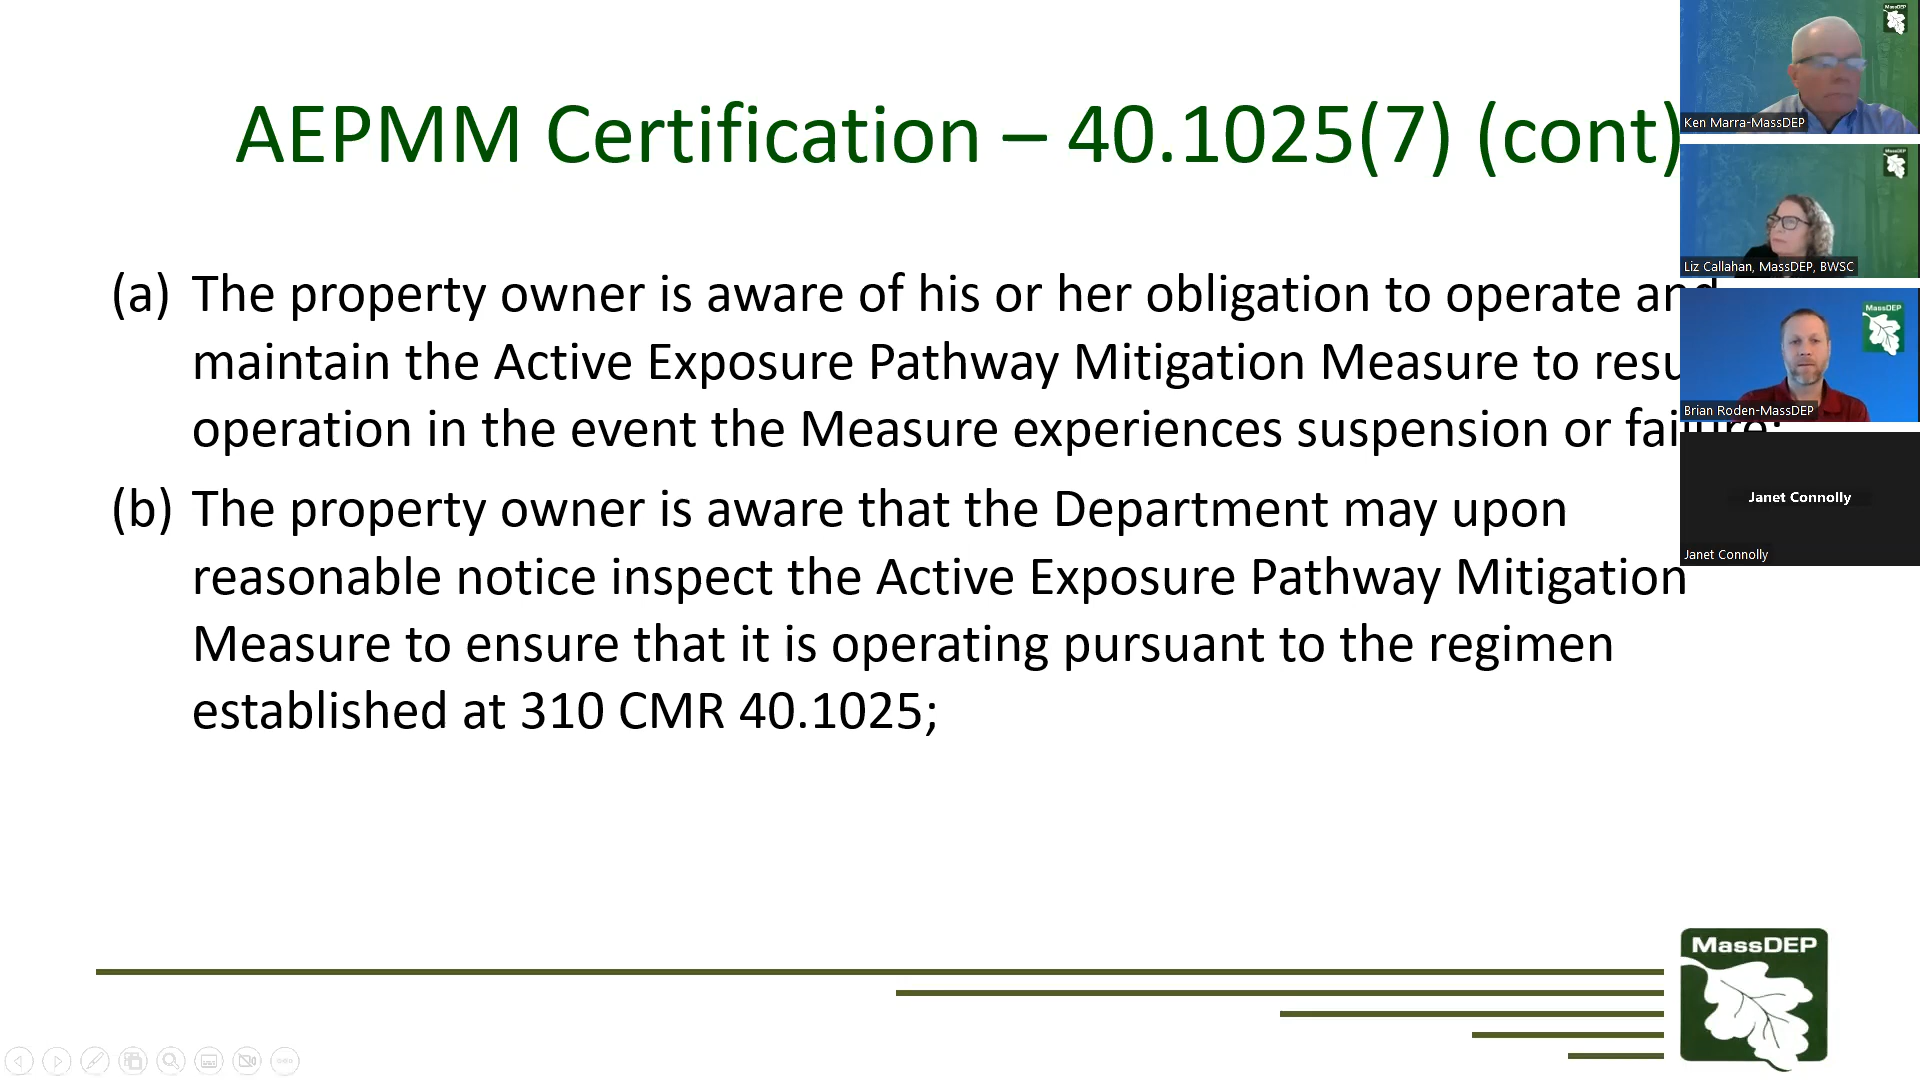 AEPMM Certification – 40.1025(7) (cont)
(a) The property owner is aware of his or her obligation to operate and
maintain the Active Exposure Pathway Mitigation Measure to resu
operation in the event the Measure experiences suspension or failure;
(b) The property owner is aware that the Department may upon
reasonable notice inspect the Active Exposure Pathway Mitigation
Measure to ensure that it is operating pursuant to the regimen
established at 310 CMR 40.1025;
MassDEP
Ken Marra-MassDEP
MassDEP
Liz Callahan, MassDEP, BWSC
MassDEP
Brian Roden-MassDEP
Janet Connolly
Janet Connolly
MassDEP